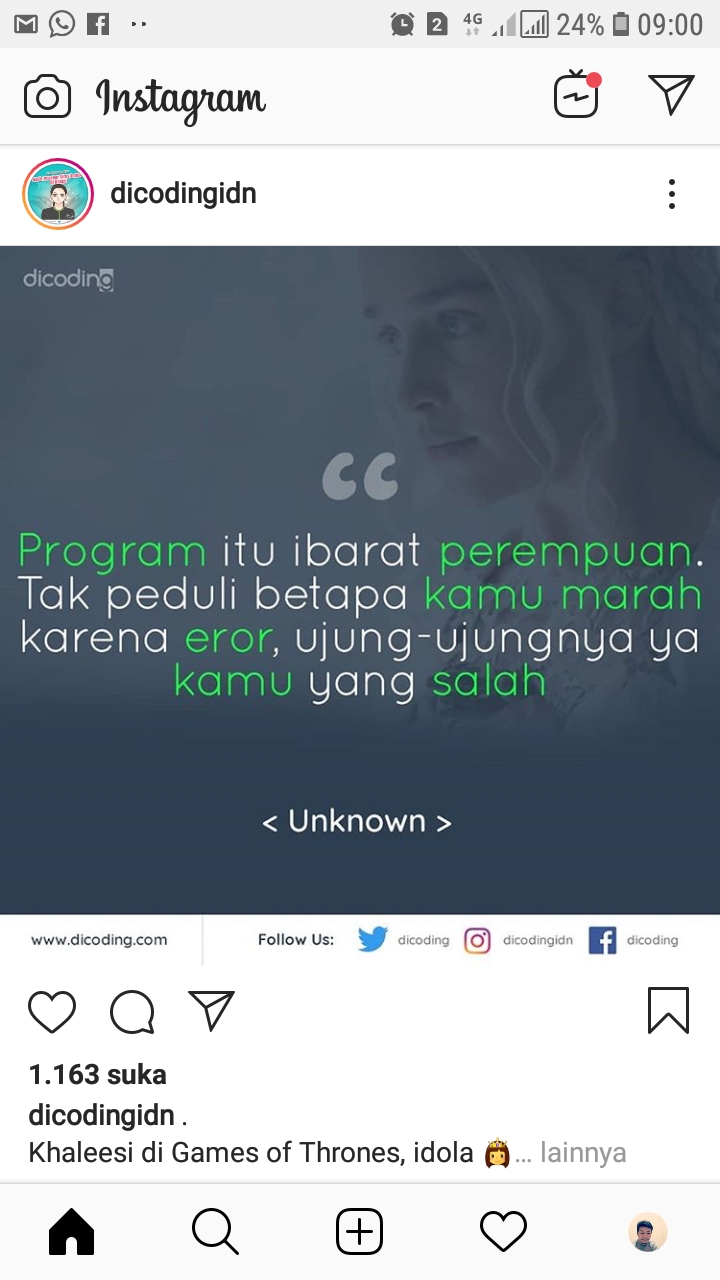 2 4G 24% 09:00
Instagram
dicodingidn
dicoding
Program itu ibarat perempuan.
Tak peduli betapa kamu marah
karena eror, ujung-ujungnya ya
kamu yang salah
< Unknown >
www.dicoding.com Follow Us: dicoding dicodingidn dicoding
1.163 suka
dicodingidn .
Khaleesi di Games of Thrones, idola 👸... lainnya